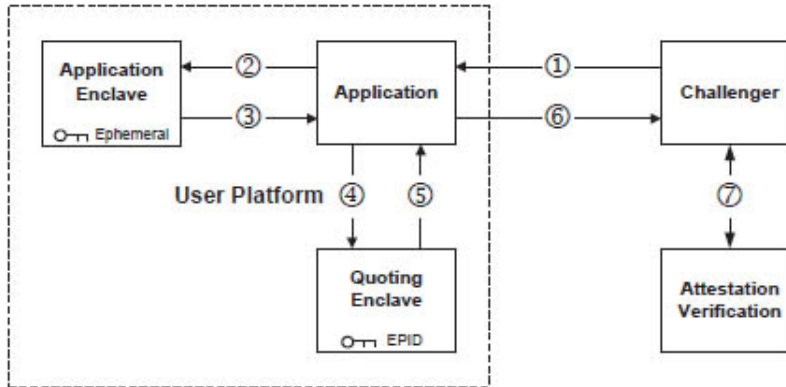 Application
Enclave
Ephemeral
②
③
Application
①
⑥
Challenger
User Platform
④
⑤
⑦
Quoting
Enclave
EPID
Attestation
Verification